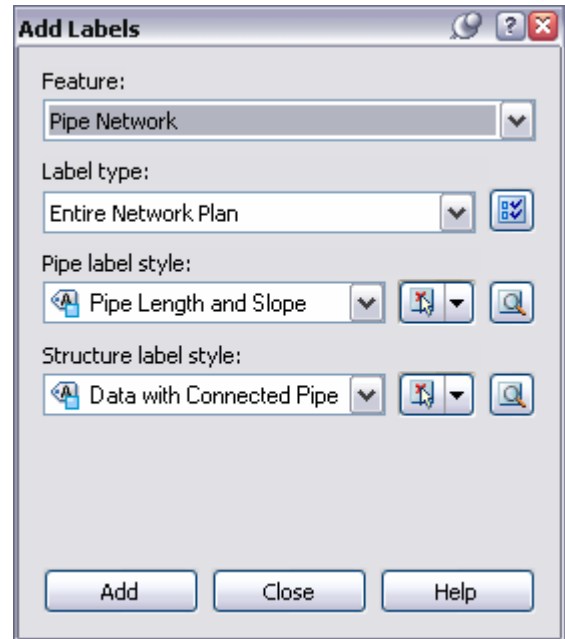 Add Labels
Feature:
Pipe Network
Label type:
Entire Network Plan
Pipe label style:
Pipe Length and Slope
Structure label style:
Data with Connected Pipe
Add Close Help